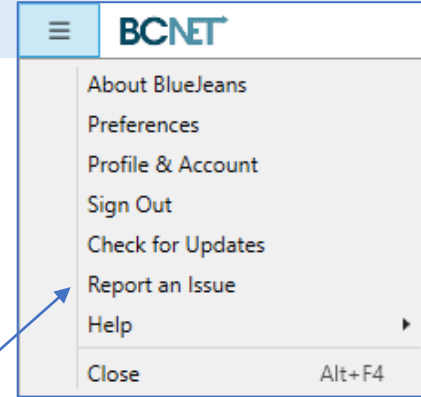 BCNET
About BlueJeans
Preferences
Profile & Account
Sign Out
Check for Updates
Report an Issue
Help
Close Alt+F4